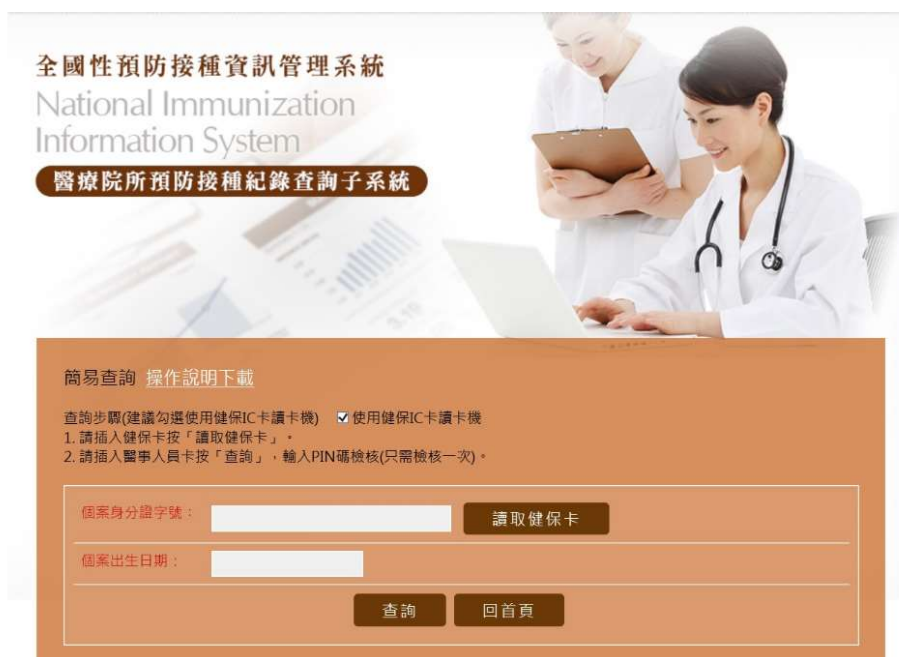 全國性預防接種資訊管理系統
National Immunization
Information System
醫療院所預防接種紀錄查詢子系統
簡易查詢 操作說明下載
查詢步驟(建議勾選使用健保IC卡讀卡機) 使用健保IC卡讀卡機
1. 請插入健保卡按「讀取健保卡」。
2. 請插入醫事人員卡按「查詢」，輸入PIN碼檢核(只需檢核一次)。
個案身分證字號： 讀取健保卡
個案出生日期：
查詢 回首頁